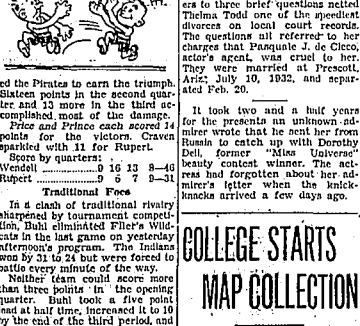 ed the Pirates to earn the triumph.
Sixteen points in the second quar-
ter and 13 more in the third ac-
complished most of the damage.
Price and Prince each scored 14
points for the victors. Craven
sparkled with 11 for Rupert.
Score by quarters:
Wendell 0 16 13 8—46
Rupert 9 6 7 9—31
Traditional Foes
In a clash of traditional rivalry
sharpened by tournament competi-
tion, Buhl eliminated Filer's Wild-
cats in the last game on yesterday
afternoon's program. The Indians
won by 31 to 24 but were forced to
battle every minute of the way.
Neither team could score more
than three points in the opening
quarter. Buhl took a five point
lead at half time, increased it to 10
by the end of the third period, and
ers to three brief questions netted
Thelma Todd one of the speediest
divorces on local court records.
The questions all referred to her
charges that Pasquale J. de Cicco,
actor's agent, was cruel to her.
They were married at Prescott,
Ariz., July 10, 1932, and separ-
ated Feb. 20.
It took two and a half years
for the presents an unknown ad-
mirer wrote that he sent her from
Russia to catch up with Dorothy
Dell, former "Miss Universe"
beauty contest winner. The act-
ress had forgotten about her ad-
mirer's letter when the knick-
knacks arrived a few days ago.
COLLEGE STARTS
MAP COLLECTION